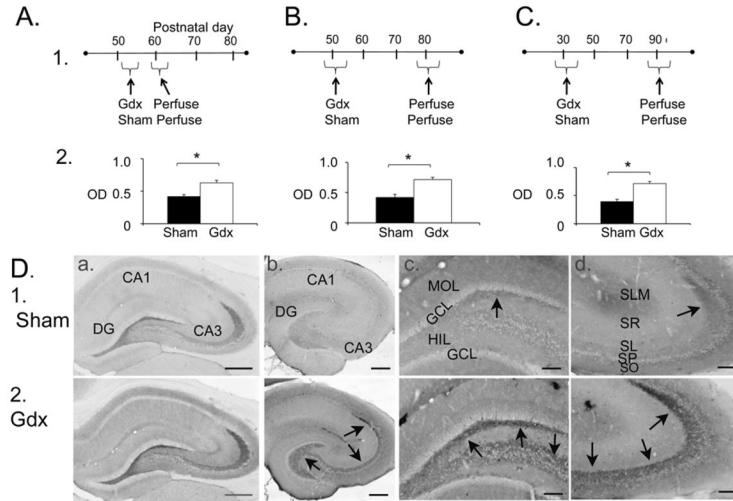 A.
B.
C.
Postnatal day
50 60 70 80
50 60 70 80
30 50 70 90
1.
Gdx Perfuse
Sham Perfuse
Gdx Perfuse
Sham Perfuse
Gdx Perfuse
Sham Perfuse
2.
1.0 *
OD 0.5
0
Sham Gdx
1.0 *
OD 0.5
0
Sham Gdx
1.0 *
OD 0.5
0
Sham Gdx
D.
1.
Sham
a.
CA1
DG
CA3
b.
CA1
DG
CA3
c.
MOL
GCL
HIL
GCL
d.
SLM
SR
SL
SP
SO
2.
Gdx